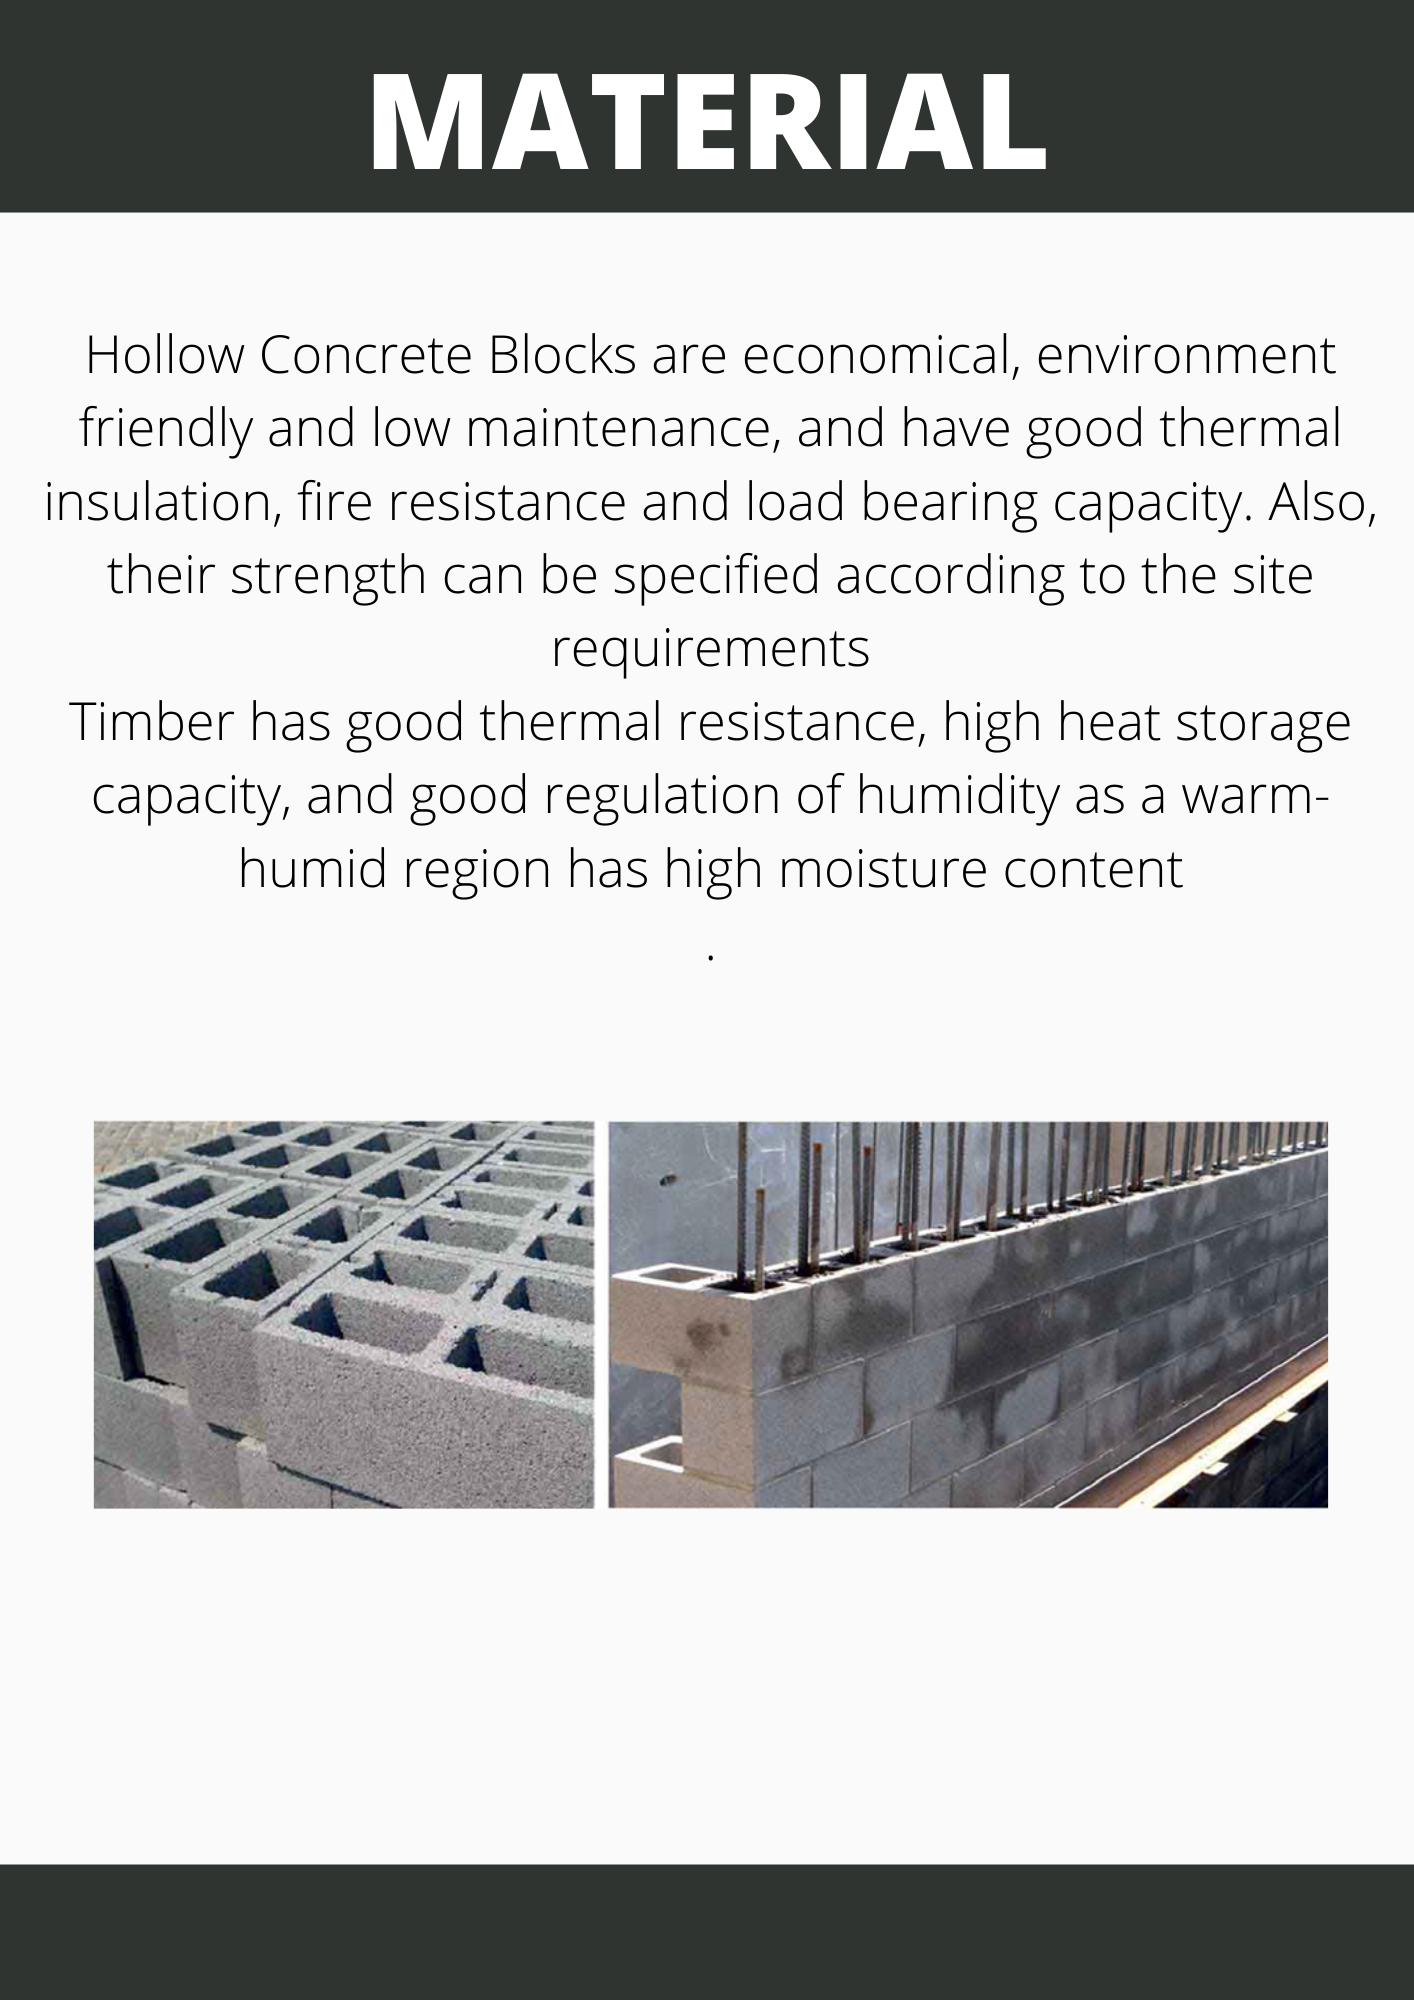 MATERIAL
Hollow Concrete Blocks are economical, environment
friendly and low maintenance, and have good thermal
insulation, fire resistance and load bearing capacity. Also,
their strength can be specified according to the site
requirements
Timber has good thermal resistance, high heat storage
capacity, and good regulation of humidity as a warm-
humid region has high moisture content
.